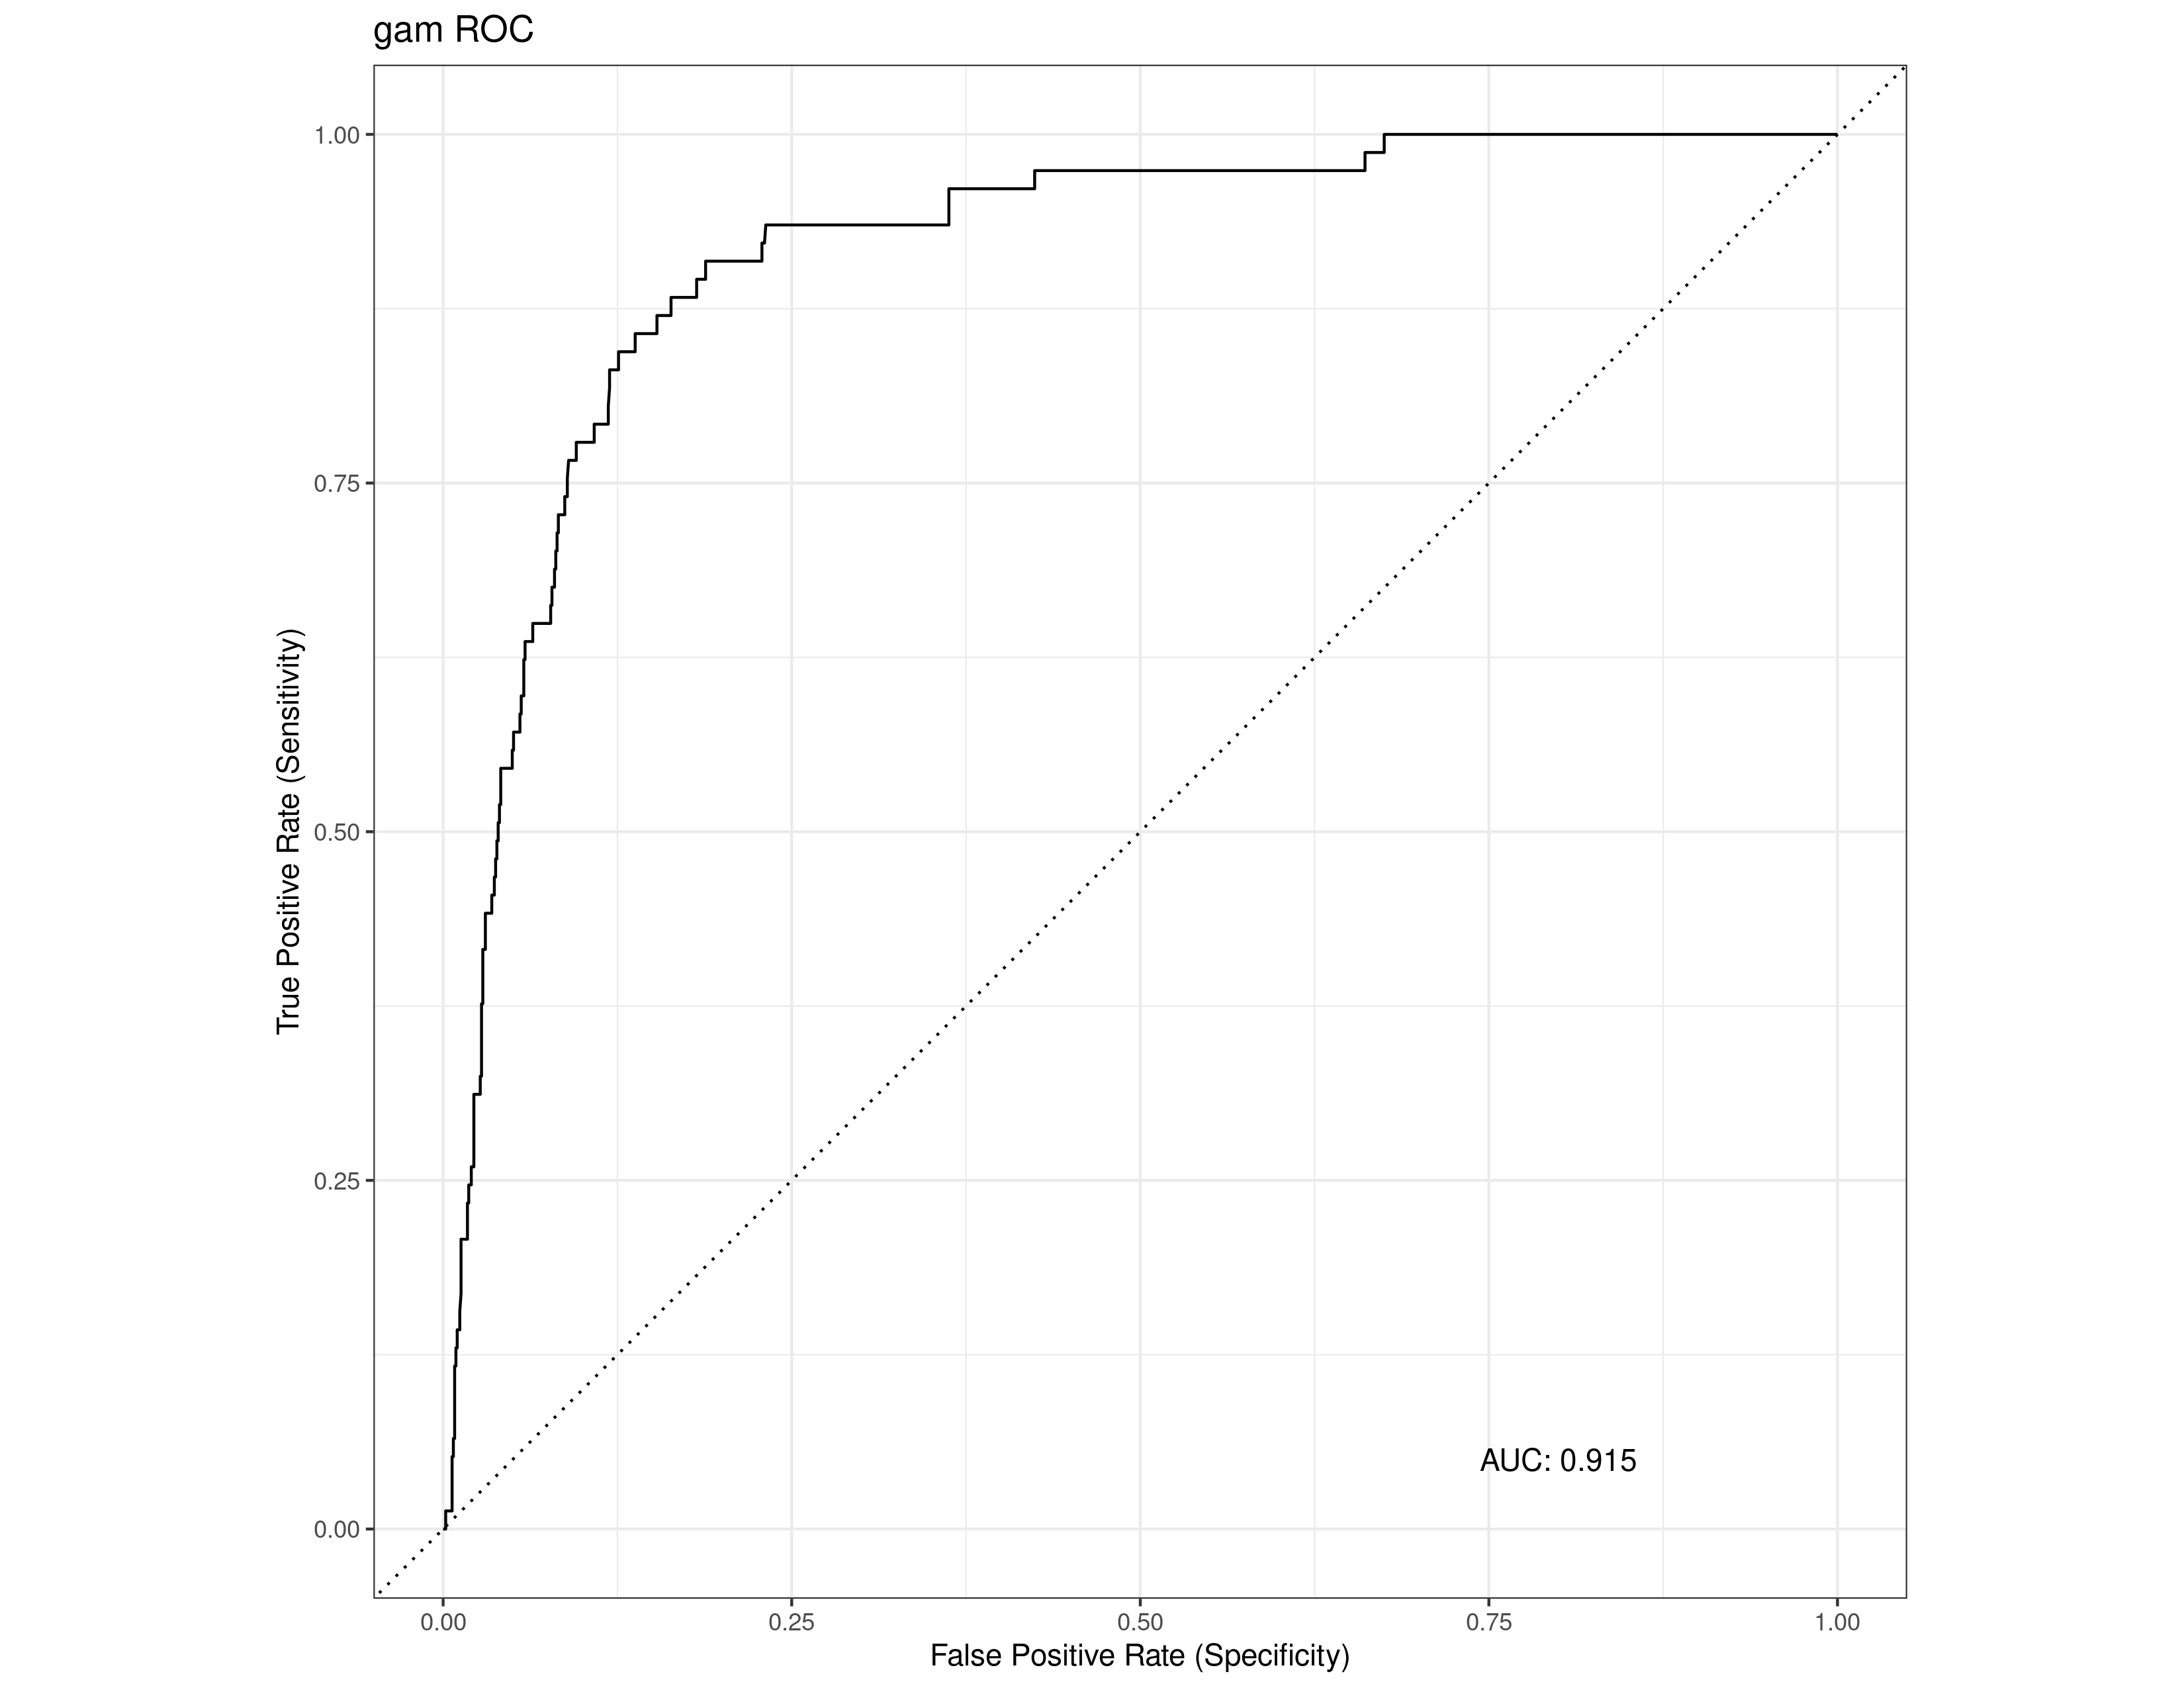 gam ROC
1.00
0.75
0.50
0.25
0.00
True Positive Rate (Sensitivity)
AUC: 0.915
0.00 0.25 0.50 0.75 1.00
False Positive Rate (Specificity)